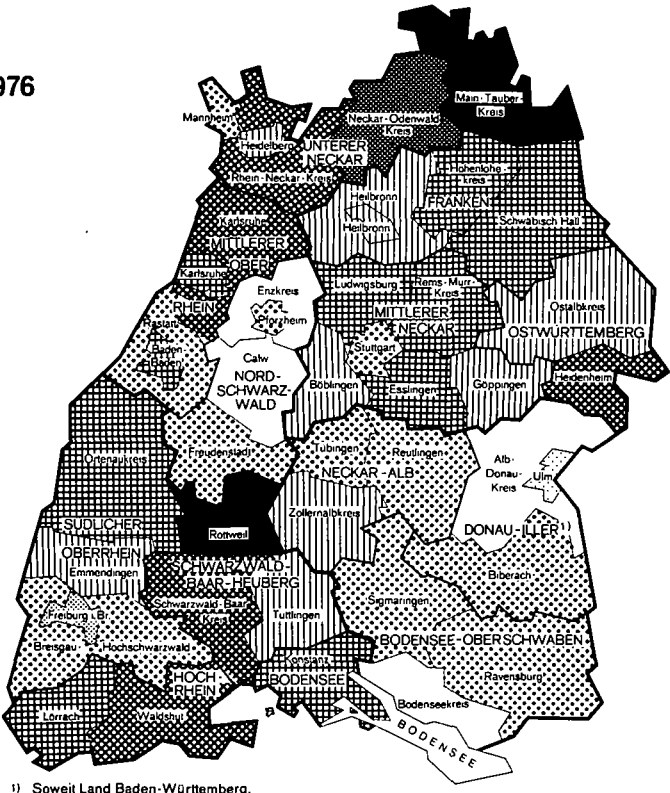 976
Main-Tauber-
Kreis
Mannheim
Neckar-Odenwald
Kreis
Heidelberg
UNTERER
NECKAR
Rhein-Neckar-Kreis
Hohenlohe-
kreis
FRANKEN
Heilbronn
Heilbronn
Schwäbisch Hall
Karlsruhe
MITTLERER
OBER
Karlsruhe
RHEIN
Enzkreis
Pforzheim
Ludwigsburg
Rems-Murr-
Kreis
MITTLERER
NECKAR
Ostalbkreis
OSTWÜRTTEMBERG
Rastatt
Baden
Baden
Stuttgart
Calw
NORD-
SCHWARZ-
WALD
Böblingen
Esslingen
Göppingen
Heidenheim
Freudenstadt
Tübingen
Reutlingen
NECKAR-ALB
Alb-
Donau-
Kreis
Ulm
Ortenaukreis
Zollernalbkreis
DONAU-ILLER¹⁾
SÜDLICHER
OBERRHEIN
Rottweil
Emmendingen
SCHWARZWALD-
BAAR-HEUBERG
Biberach
Schwarzwald-Baar-
Kreis
Tuttlingen
Sigmaringen
Freiburg i. Br.
Breisgau-
Hochschwarzwald
BODENSEE-OBERSCHWABEN
Konstanz
Ravensburg
HOCH-
RHEIN
BODENSEE
Lörrach
Waldshut
Bodenseekreis
BODENSEE
¹⁾ Soweit Land Baden-Württemberg.